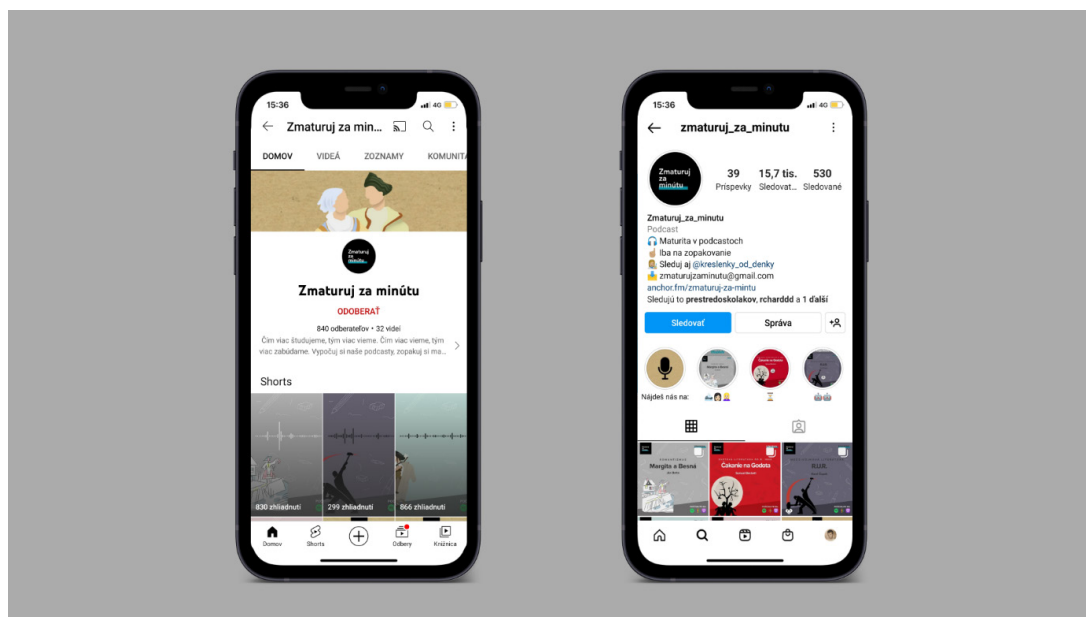 15:36
4G
Zmaturuj za min...
DOMOV VIDEÁ ZOZNAMY KOMUNITA
Zmaturuj
za
minútu
Zmaturuj za minútu
ODOBERAŤ
840 odberateľov • 32 videí
Čím viac študujeme, tým viac vieme. Čím viac vieme, tým
viac zabúdame. Vypočuj si naše podcasty, zopakuj si ma...
Shorts
830 zhliadnutí 299 zhliadnutí 866 zhliadnutí
Domov Shorts Odbery Knižnica
15:36
4G
zmaturuj_za_minutu
Zmaturuj
za
minútu
39 15,7 tis. 530
Príspevky Sledovat... Sledované
Zmaturuj_za_minutu
Podcast
Maturita v podcastoch
Iba na zopakovanie
Sleduj aj @kreslenky_od_denky
zmaturujzaminutu@gmail.com
anchor.fm/zmaturuj-za-mintu
Sledujú to prestredoskolakov, rcharddd a 1 ďalší
Sledovať Správa
Nájdeš nás na:
Margita a Besná
Čakanie na Godota
R.U.R.